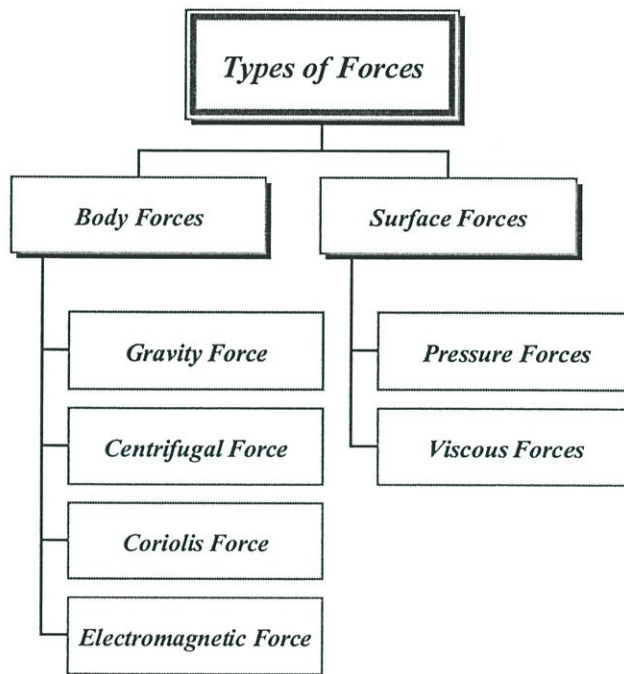 Types of Forces
Body Forces
Surface Forces
Gravity Force
Centrifugal Force
Coriolis Force
Electromagnetic Force
Pressure Forces
Viscous Forces